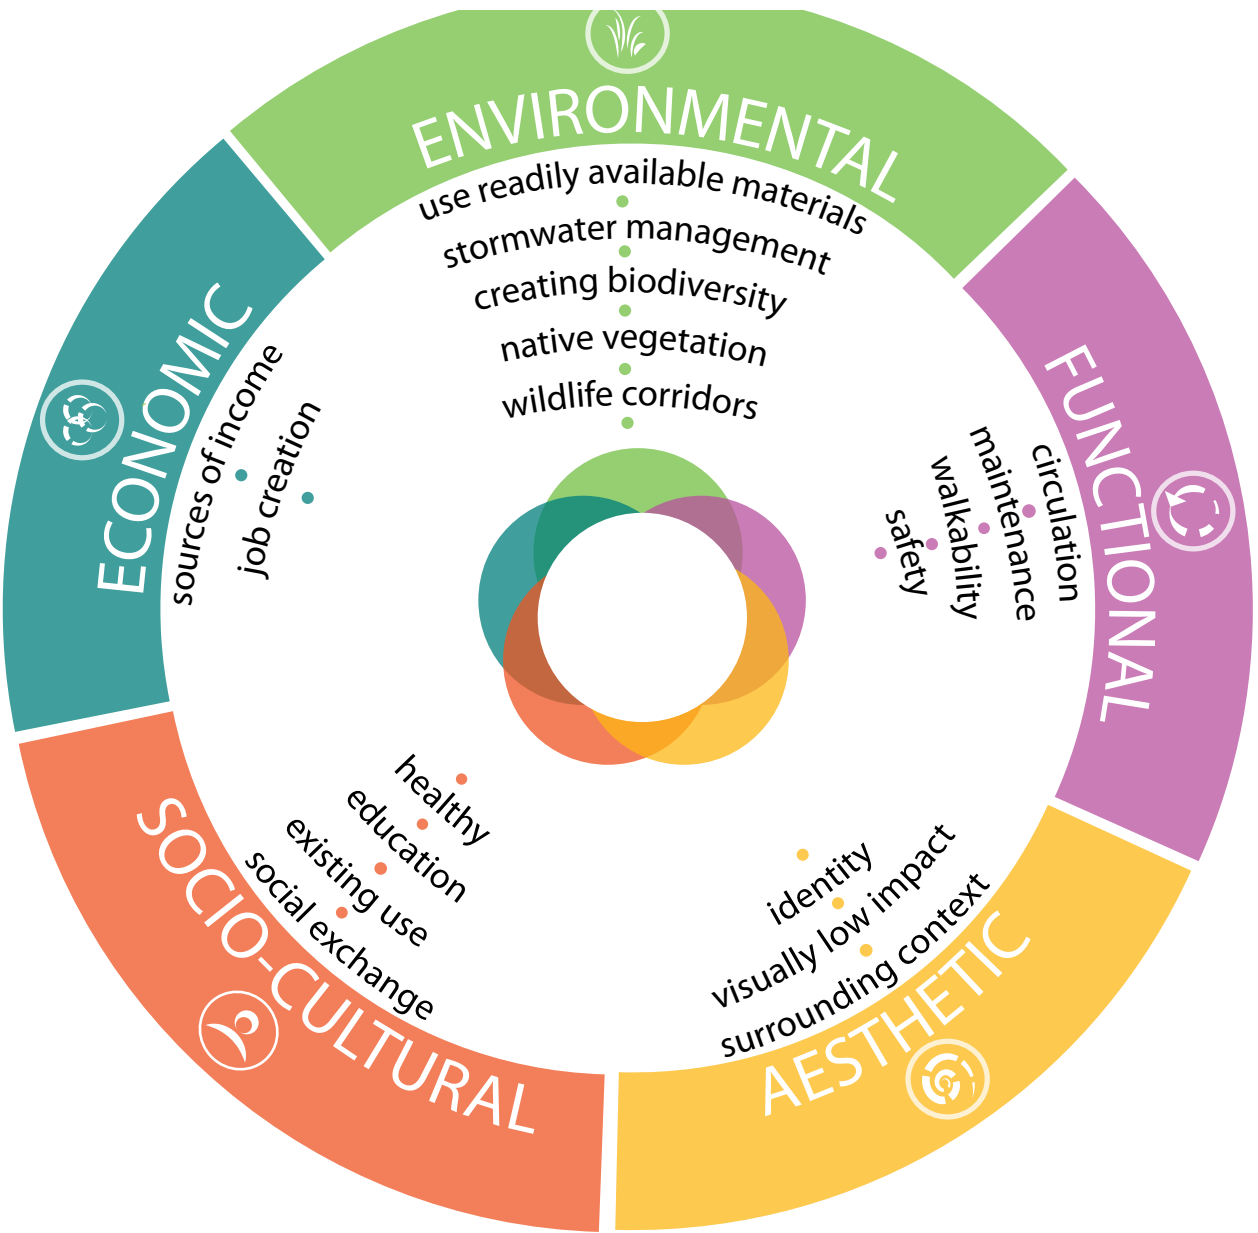 ENVIRONMENTAL
use readily available materials
stormwater management
creating biodiversity
native vegetation
wildlife corridors
FUNCTIONAL
circulation
maintenance
walkability
safety
AESTHETIC
identity
visually low impact
surrounding context
SOCIO-CULTURAL
healthy
education
existing use
social exchange
ECONOMIC
sources of income
job creation